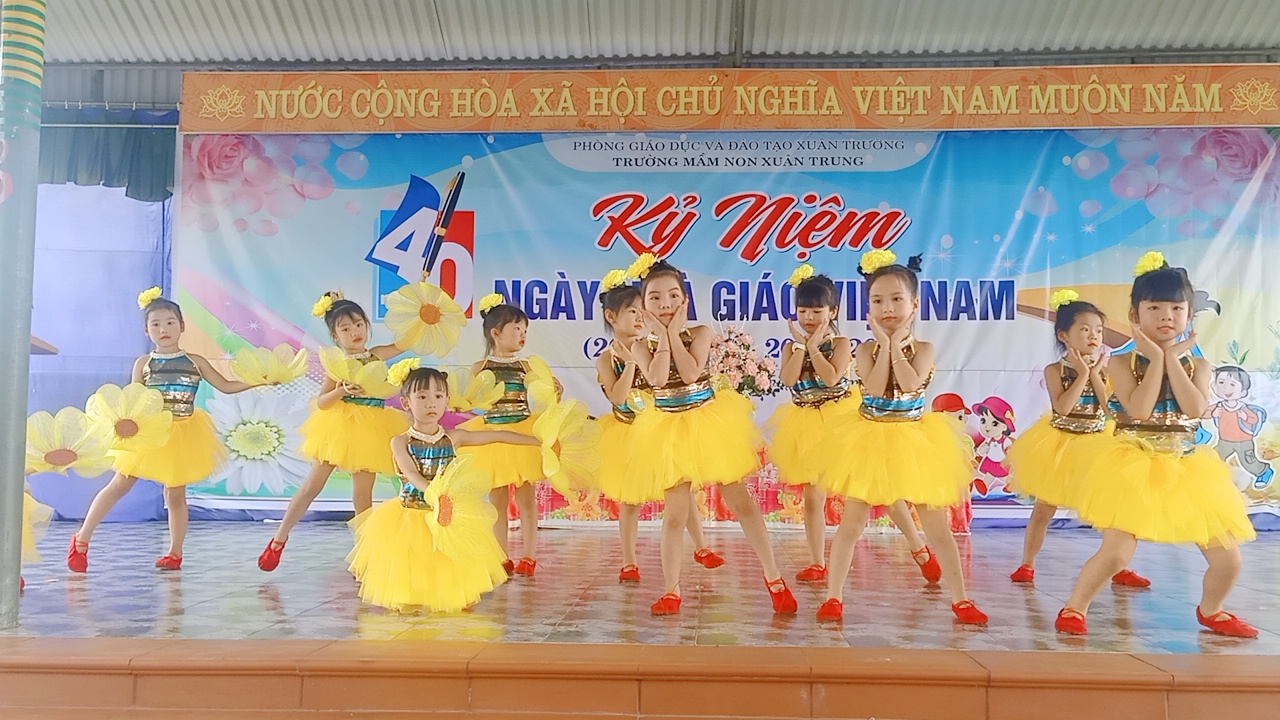 NƯỚC CỘNG HÒA XÃ HỘI CHỦ NGHĨA VIỆT NAM MUÔN NĂM
PHÒNG GIÁO DỤC VÀ ĐÀO TẠO XUÂN TRƯỜNG
TRƯỜNG MẦM NON XUÂN TRUNG
40
Kỷ Niệm
NGÀY GIÁO VIỆT NAM